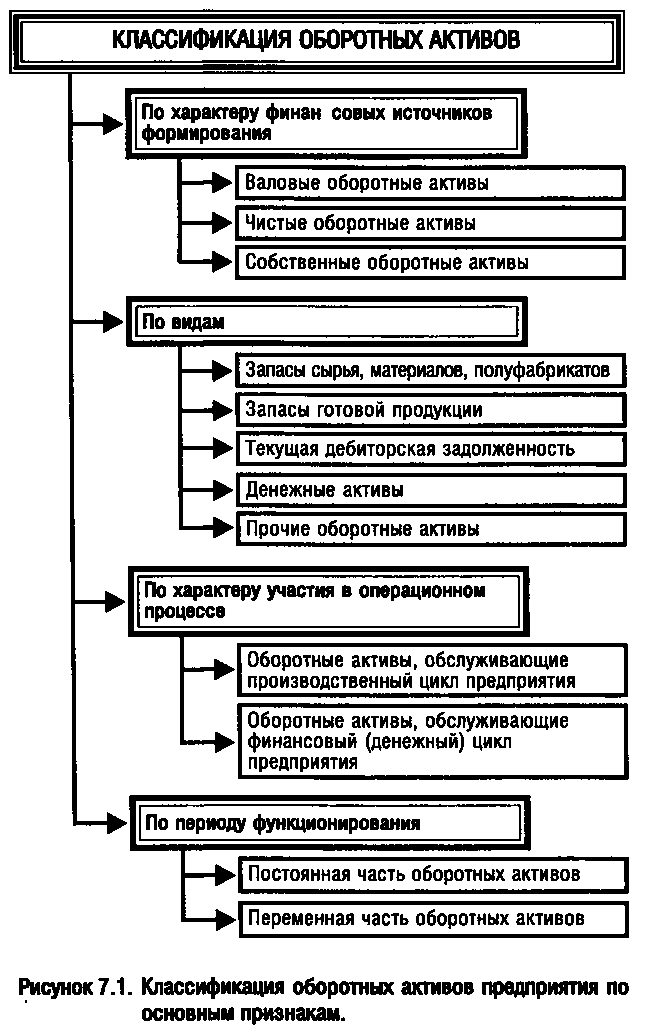 КЛАССИФИКАЦИЯ ОБОРОТНЫХ АКТИВОВ
По характеру финан совых источников
формирования
Валовые оборотные активы
Чистые оборотные активы
Собственные оборотные активы
По видам
Запасы сырья, материалов, полуфабрикатов
Запасы готовой продукции
Текущая дебиторская задолженность
Денежные активы
Прочие оборотные активы
По характеру участия в операционном
процессе
Оборотные активы, обслуживающие
производственный цикл предприятия
Оборотные активы, обслуживающие
финансовый (денежный) цикл
предприятия
По периоду функционирования
Постоянная часть оборотных активов
Переменная часть оборотных активов
Рисунок 7.1. Классификация оборотных активов предприятия по
основным признакам.